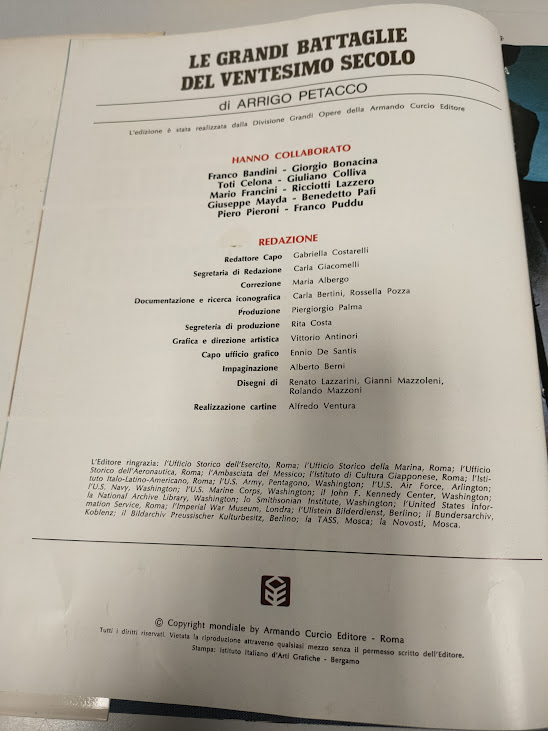 LE GRANDI BATTAGLIE
DEL VENTESIMO SECOLO
di ARRIGO PETACCO
L'edizione è stata realizzata dalla Divisione Grandi Opere della Armando Curcio Editore
HANNO COLLABORATO
Franco Bandini - Giorgio Bonacina
Toti Celona - Giuliano Colliva
Mario Francini - Ricciotti Lazzero
Giuseppe Mayda - Benedetto Pafi
Piero Pieroni - Franco Puddu
REDAZIONE
Redattore Capo Gabriella Costarelli
Segretaria di Redazione Carla Giacomelli
Correzione Maria Albergo
Documentazione e ricerca iconografica Carla Bertini, Rossella Pozza
Produzione Piergiorgio Palma
Segreteria di produzione Rita Costa
Grafica e direzione artistica Vittorio Antinori
Capo ufficio grafico Ennio De Santis
Impaginazione Alberto Berni
Disegni di Renato Lazzarini, Gianni Mazzoleni,
Rolando Mazzoni
Realizzazione cartine Alfredo Ventura
L'Editore ringrazia: l'Ufficio Storico dell'Esercito, Roma; l'Ufficio Storico della Marina, Roma; l'Ufficio
Storico dell'Aeronautica, Roma; l'Ambasciata del Messico; l'Istituto di Cultura Giapponese, Roma; l'Isti-
tuto Italo-Latino-Americano, Roma; l'U.S. Army, Pentagono, Washington; l'U.S. Air Force, Arlington;
l'U.S. Navy, Washington; l'U.S. Marine Corps, Washington; il John F. Kennedy Center, Washington;
la National Archive Library, Washington; lo Smithsonian Institute, Washington; l'United States Infor-
mation Service, Roma; l'Imperial War Museum, Londra; l'Ullstein Bilderdienst, Berlino; il Bundersarchiv,
Koblenz; il Bildarchiv Preussischer Kulturbesitz, Berlino; la TASS, Mosca; la Novosti, Mosca.
© Copyright mondiale by Armando Curcio Editore - Roma
Tutti i diritti riservati. Vietata la riproduzione attraverso qualsiasi mezzo senza il permesso scritto dell'Editore.
Stampa: Istituto Italiano d'Arti Grafiche - Bergamo